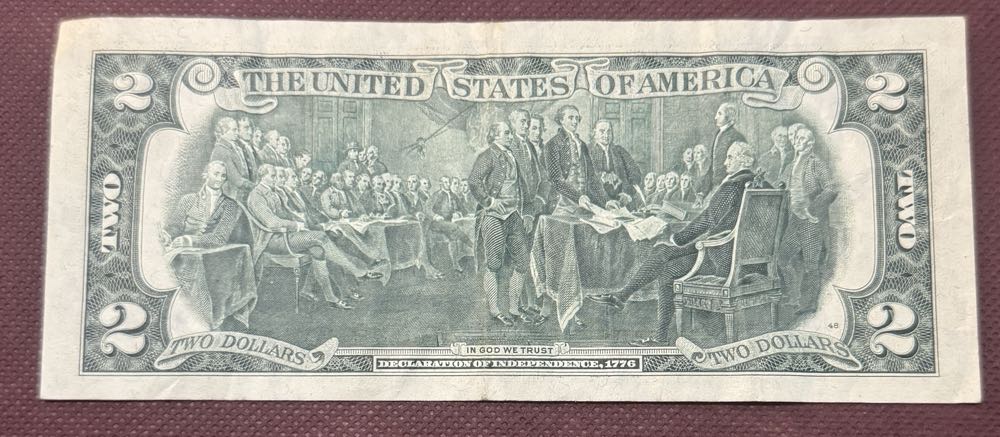 THE UNITED STATES OF AMERICA
2 2
TWO TWO
48
2 2
TWO DOLLARS IN GOD WE TRUST TWO DOLLARS
DECLARATION OF INDEPENDENCE, 1776